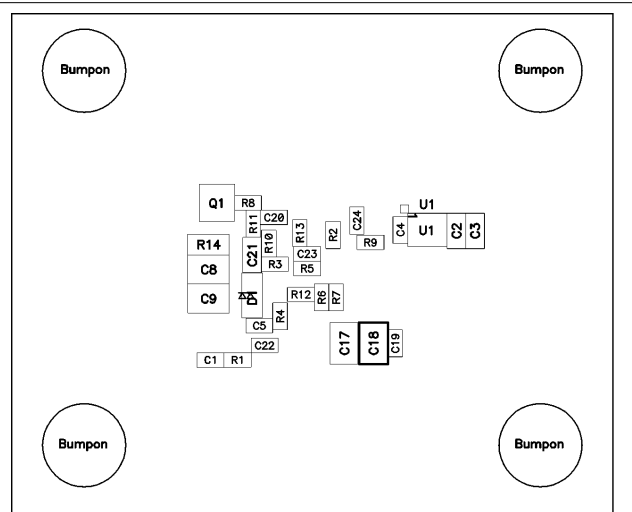 Bumpon
Bumpon
Q1
R8
C20
R11
C24
U1
R14
C21
R10
R13
R2
R9
C4
U1
C2
C3
C8
R3
C23
R5
C9
D1
R12
R6
R7
R4
C5
C22
C1
R1
C17
C18
C19
Bumpon
Bumpon